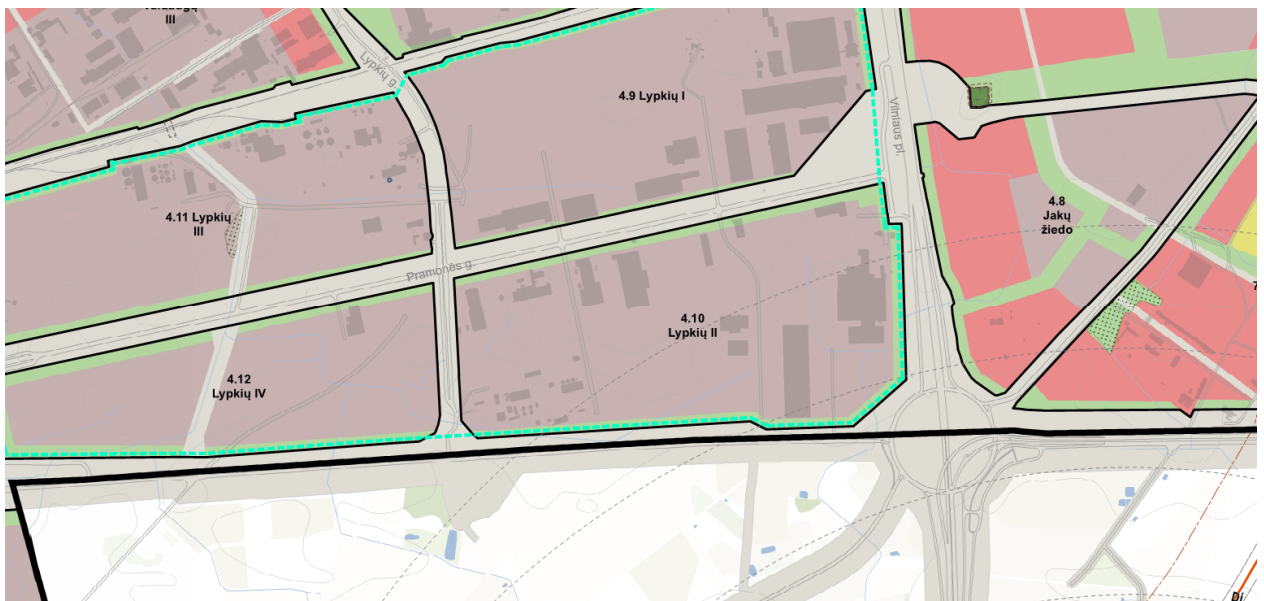 III
Lypkių g.
4.9 Lypkių I
Vilniaus pl.
4.11 Lypkių
III
4.8
Jakų
žiedo
Pramonės g.
4.10
Lypkių II
4.12
Lypkių IV